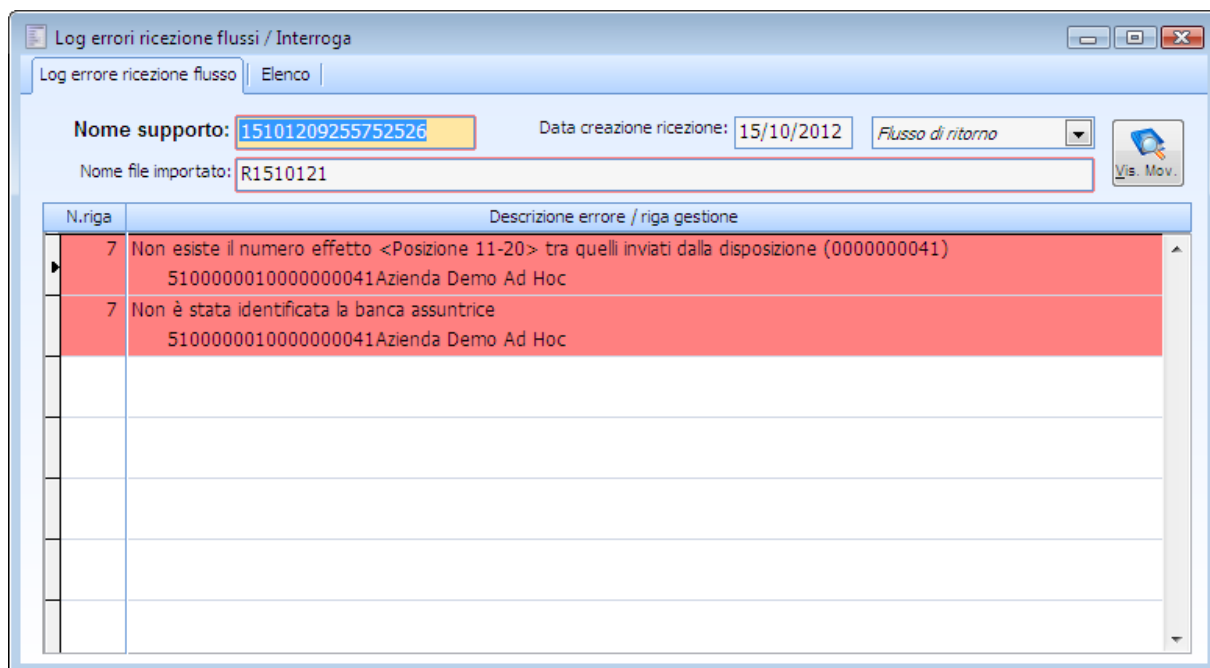 Log errori ricezione flussi / Interroga
Log errore ricezione flusso Elenco
Nome supporto: 15101209255752526 Data creazione ricezione: 15/10/2012 Flusso di ritorno
Nome file importato: R1510121 Vis. Mov.
N.riga Descrizione errore / riga gestione
7 Non esiste il numero effetto <Posizione 11-20> tra quelli inviati dalla disposizione (0000000041)
5100000010000000041Azienda Demo Ad Hoc
7 Non è stata identificata la banca assuntrice
5100000010000000041Azienda Demo Ad Hoc